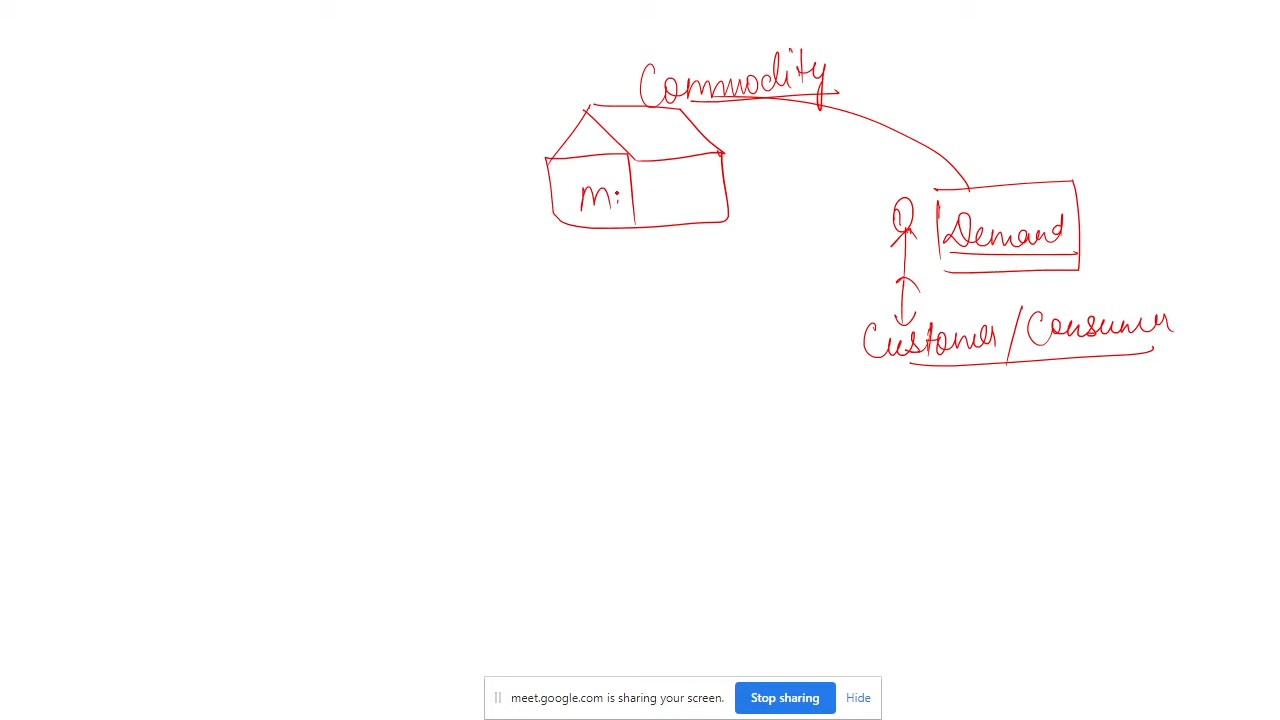 Commodity
m:
Demand
Customer/Consumer
meet.google.com is sharing your screen. Stop sharing Hide